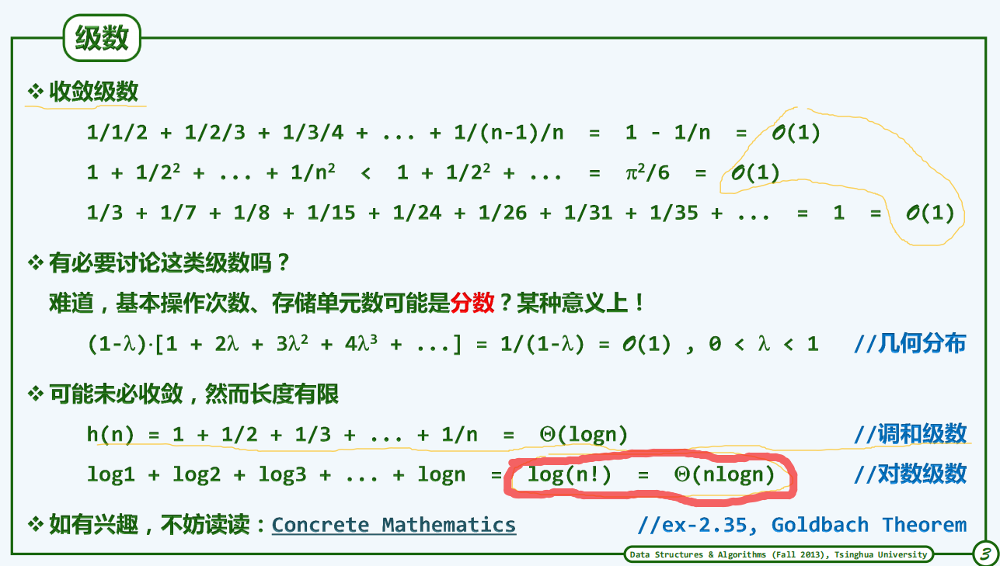 级数
❖ 收敛级数
1/1/2 + 1/2/3 + 1/3/4 + ... + 1/(n-1)/n = 1 - 1/n = O(1)
1 + 1/2² + ... + 1/n² < 1 + 1/2² + ... = π²/6 = O(1)
1/3 + 1/7 + 1/8 + 1/15 + 1/24 + 1/26 + 1/31 + 1/35 + ... = 1 = O(1)
❖ 有必要讨论这类级数吗？
难道，基本操作次数、存储单元数可能是分数？某种意义上！
(1-λ)·[1 + 2λ + 3λ² + 4λ³ + ...] = 1/(1-λ) = O(1) , 0 < λ < 1 //几何分布
❖ 可能未必收敛，然而长度有限
h(n) = 1 + 1/2 + 1/3 + ... + 1/n = Θ(logn) //调和级数
log1 + log2 + log3 + ... + logn = log(n!) = Θ(nlogn) //对数级数
❖ 如有兴趣，不妨读读：Concrete Mathematics //ex-2.35, Goldbach Theorem
Data Structures & Algorithms (Fall 2013), Tsinghua University 3